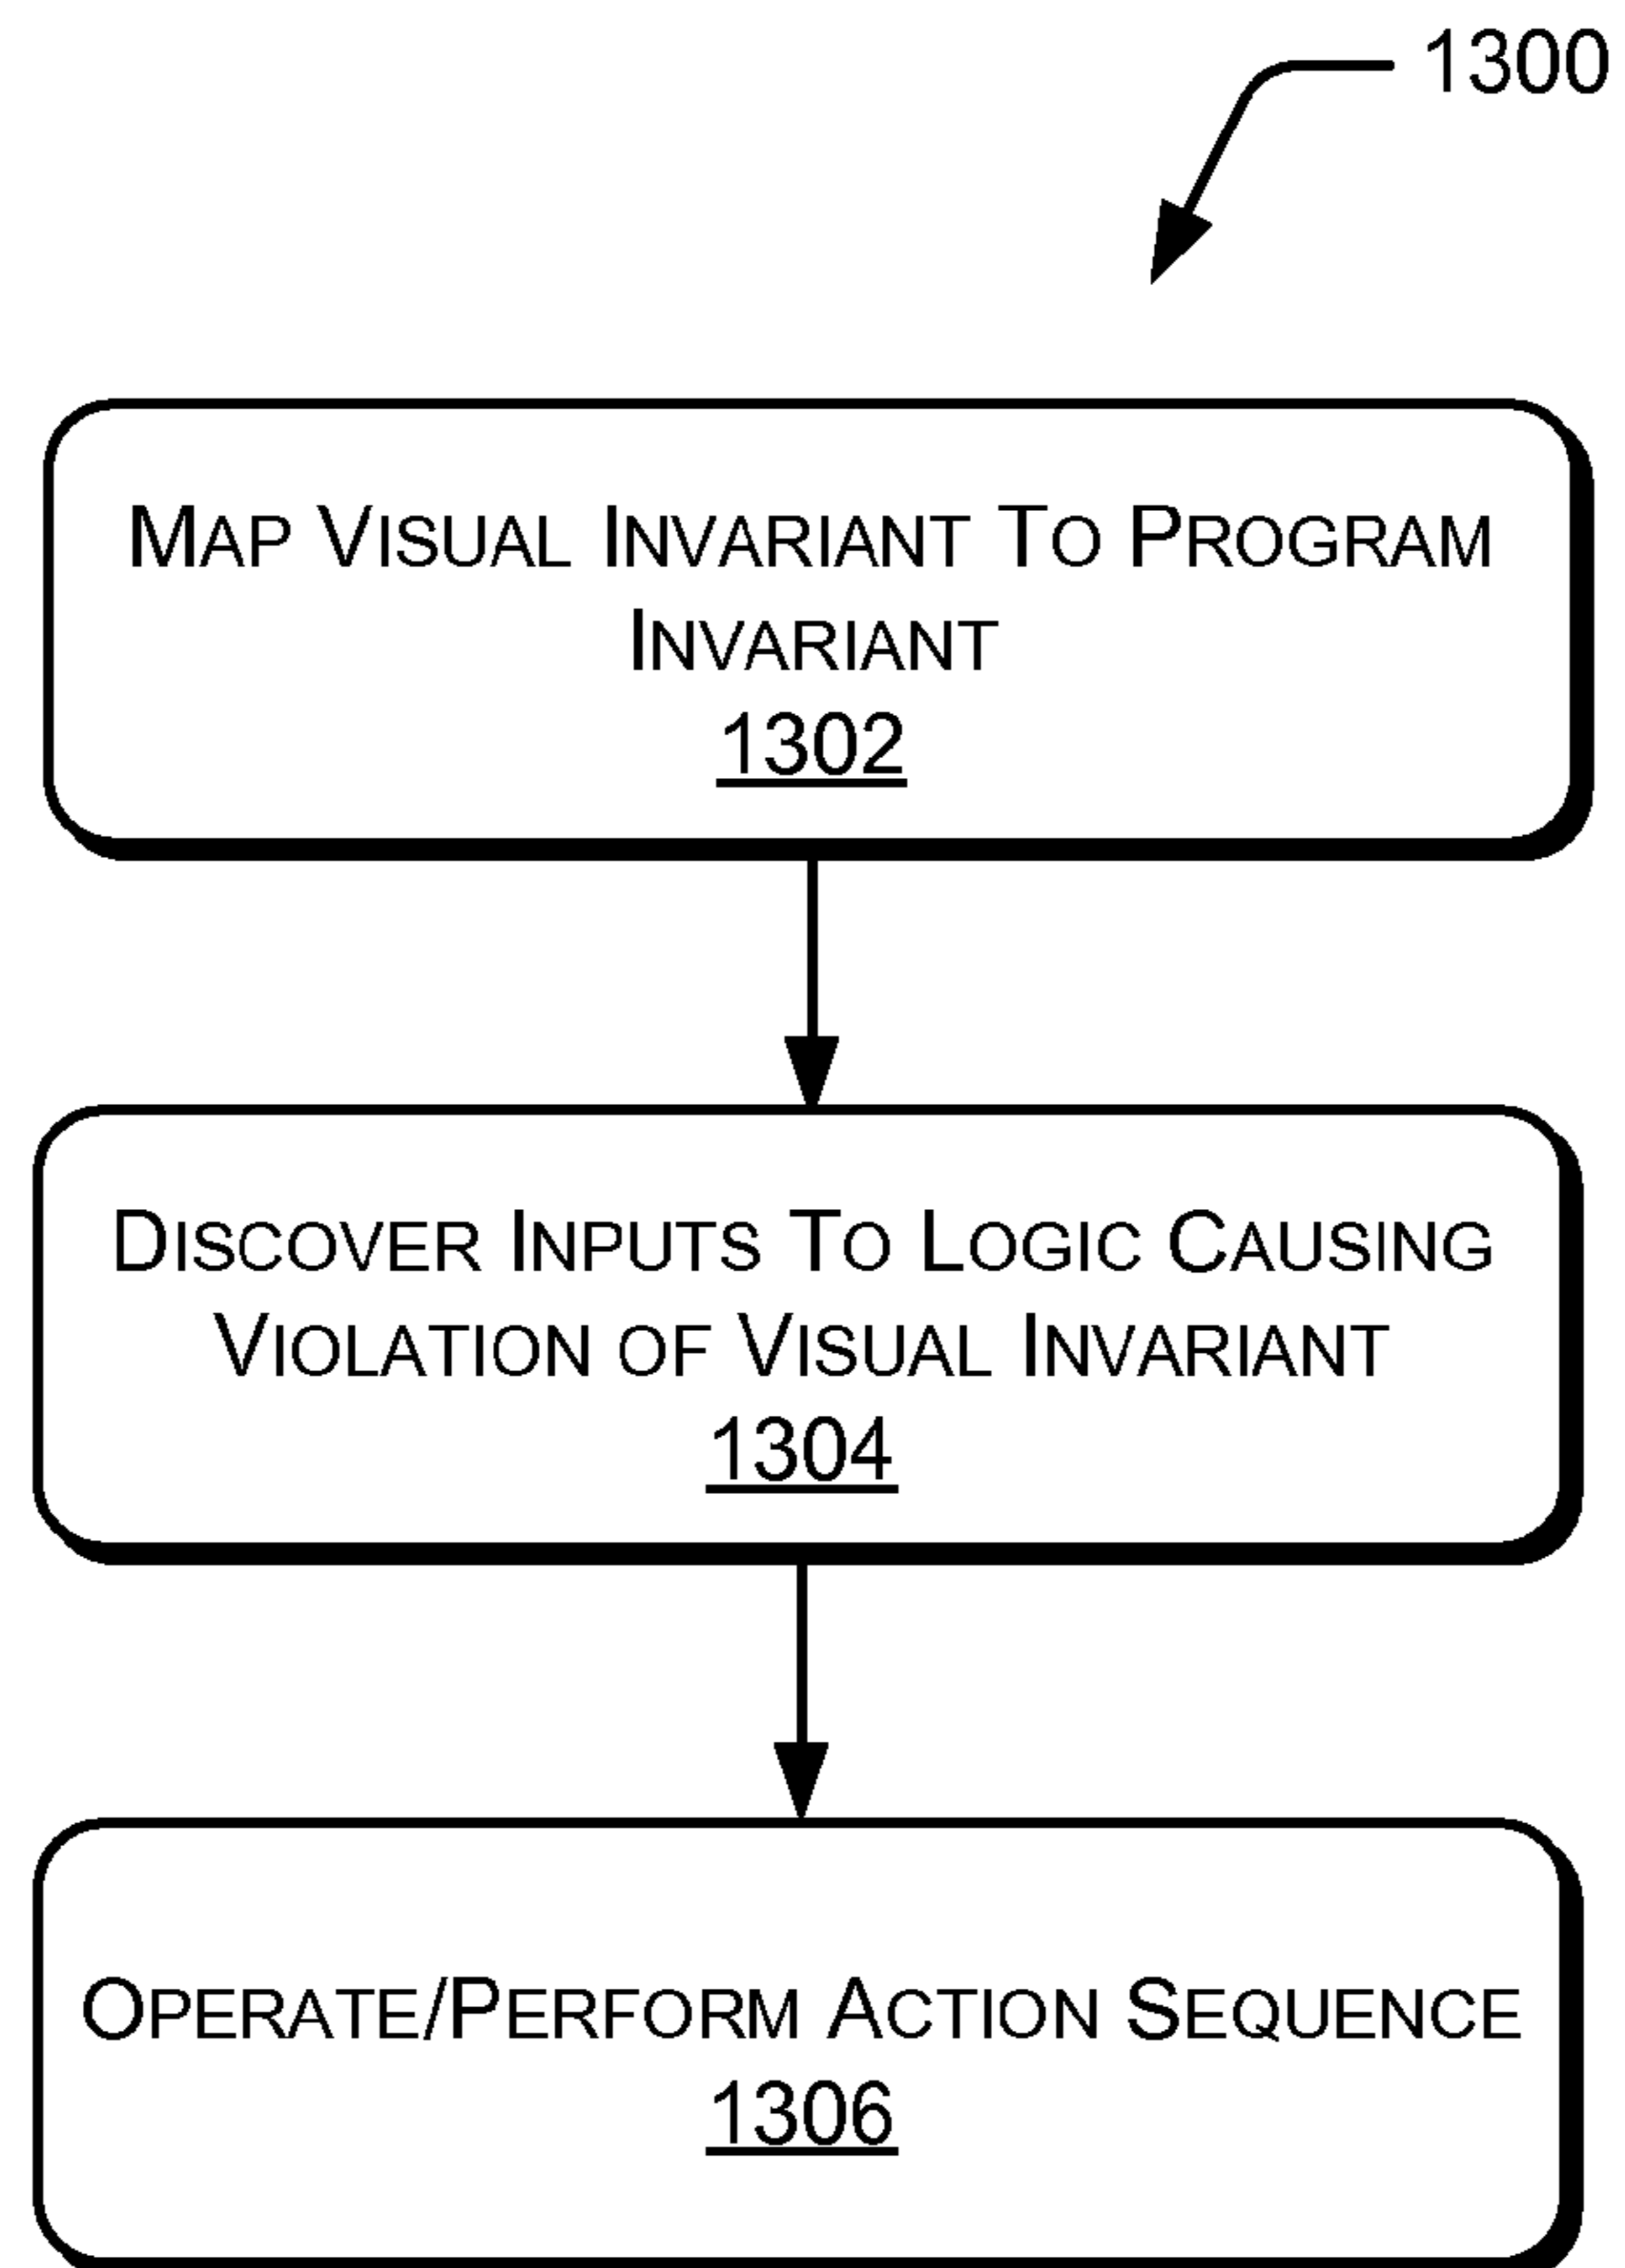 1300
MAP VISUAL INVARIANT TO PROGRAM
INVARIANT
1302
DISCOVER INPUTS TO LOGIC CAUSING
VIOLATION OF VISUAL INVARIANT
1304
OPERATE/PERFORM ACTION SEQUENCE
1306